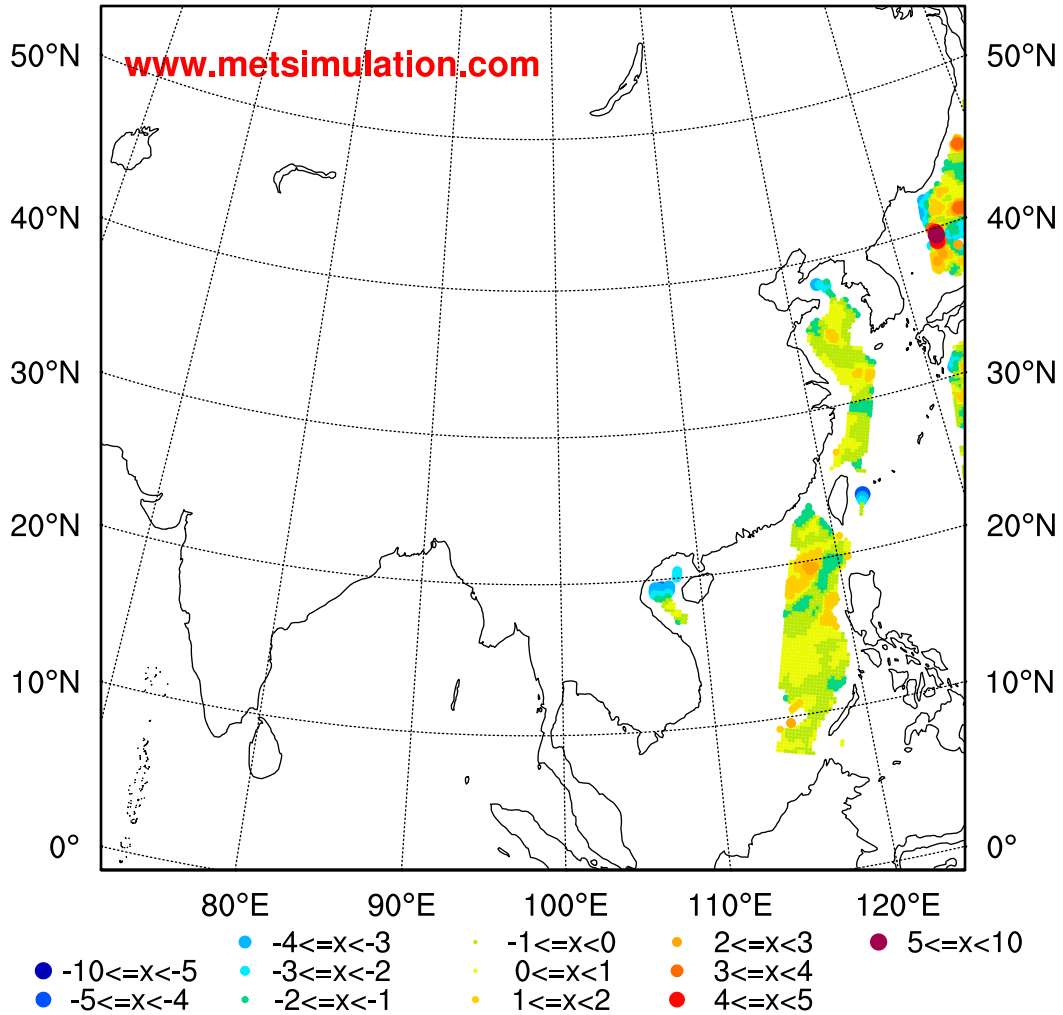 50°N 50°N
www.metsimulation.com
40°N 40°N
30°N 30°N
20°N 20°N
10°N 10°N
0° 0°
80°E 90°E 100°E 110°E 120°E
-4<=x<-3 -1<=x<0 2<=x<3 5<=x<10
-10<=x<-5 -3<=x<-2 0<=x<1 3<=x<4
-5<=x<-4 -2<=x<-1 1<=x<2 4<=x<5